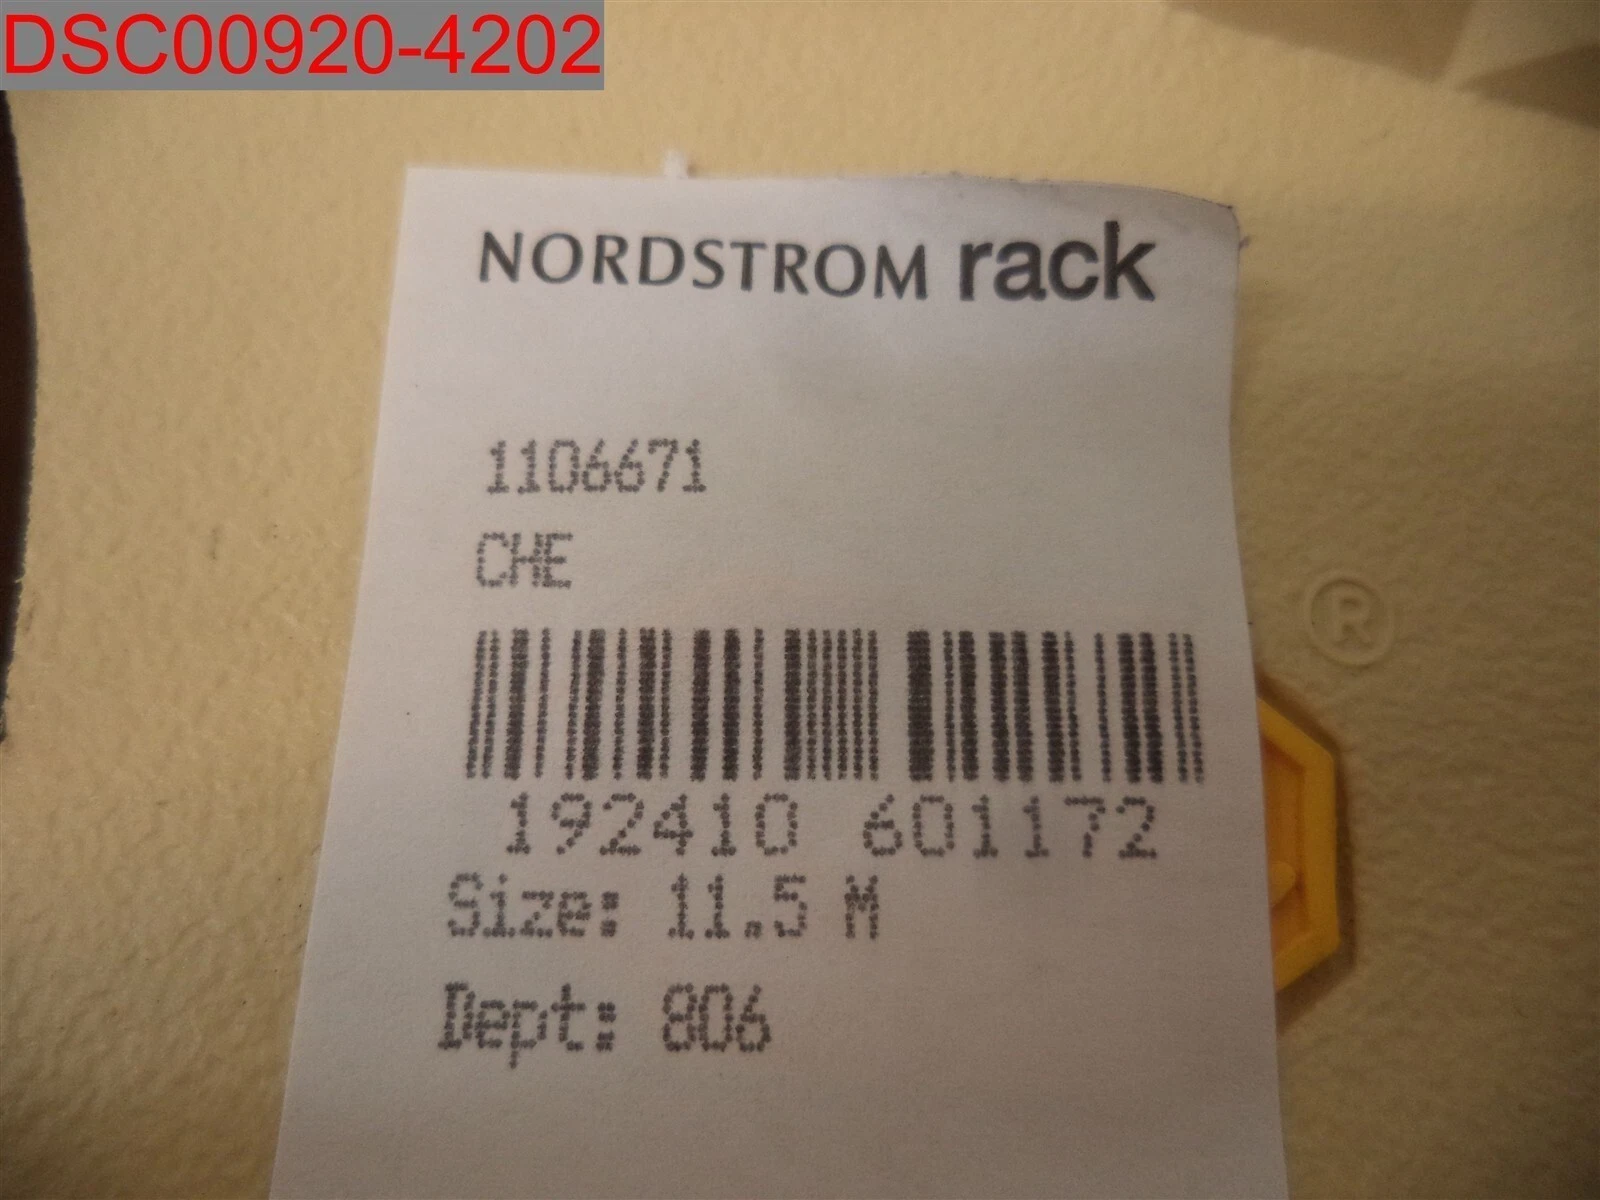 DSC00920-4202
NORDSTROM rack
1106671
CHE
192410 601172
Size: 11.5 M
Dept: 806
®